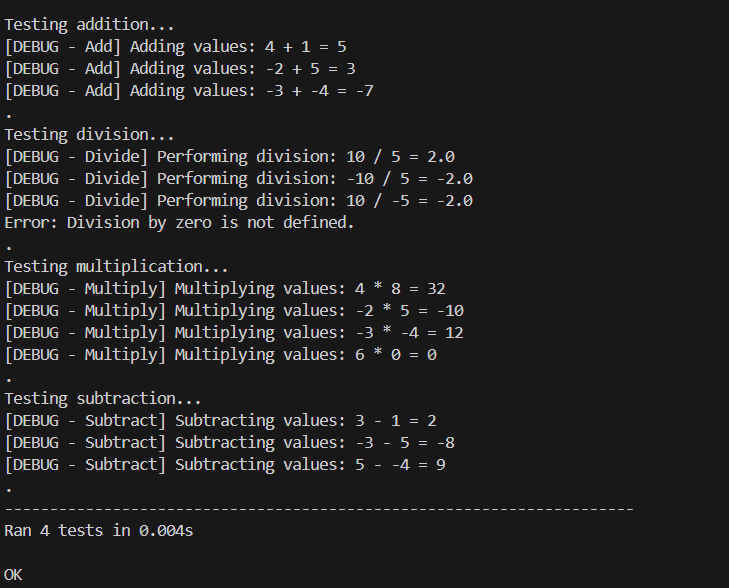 Testing addition...
[DEBUG - Add] Adding values: 4 + 1 = 5
[DEBUG - Add] Adding values: -2 + 5 = 3
[DEBUG - Add] Adding values: -3 + -4 = -7
.
Testing division...
[DEBUG - Divide] Performing division: 10 / 5 = 2.0
[DEBUG - Divide] Performing division: -10 / 5 = -2.0
[DEBUG - Divide] Performing division: 10 / -5 = -2.0
Error: Division by zero is not defined.
.
Testing multiplication...
[DEBUG - Multiply] Multiplying values: 4 * 8 = 32
[DEBUG - Multiply] Multiplying values: -2 * 5 = -10
[DEBUG - Multiply] Multiplying values: -3 * -4 = 12
[DEBUG - Multiply] Multiplying values: 6 * 0 = 0
.
Testing subtraction...
[DEBUG - Subtract] Subtracting values: 3 - 1 = 2
[DEBUG - Subtract] Subtracting values: -3 - 5 = -8
[DEBUG - Subtract] Subtracting values: 5 - -4 = 9
.
----------------------------------------------------------------------
Ran 4 tests in 0.004s
OK